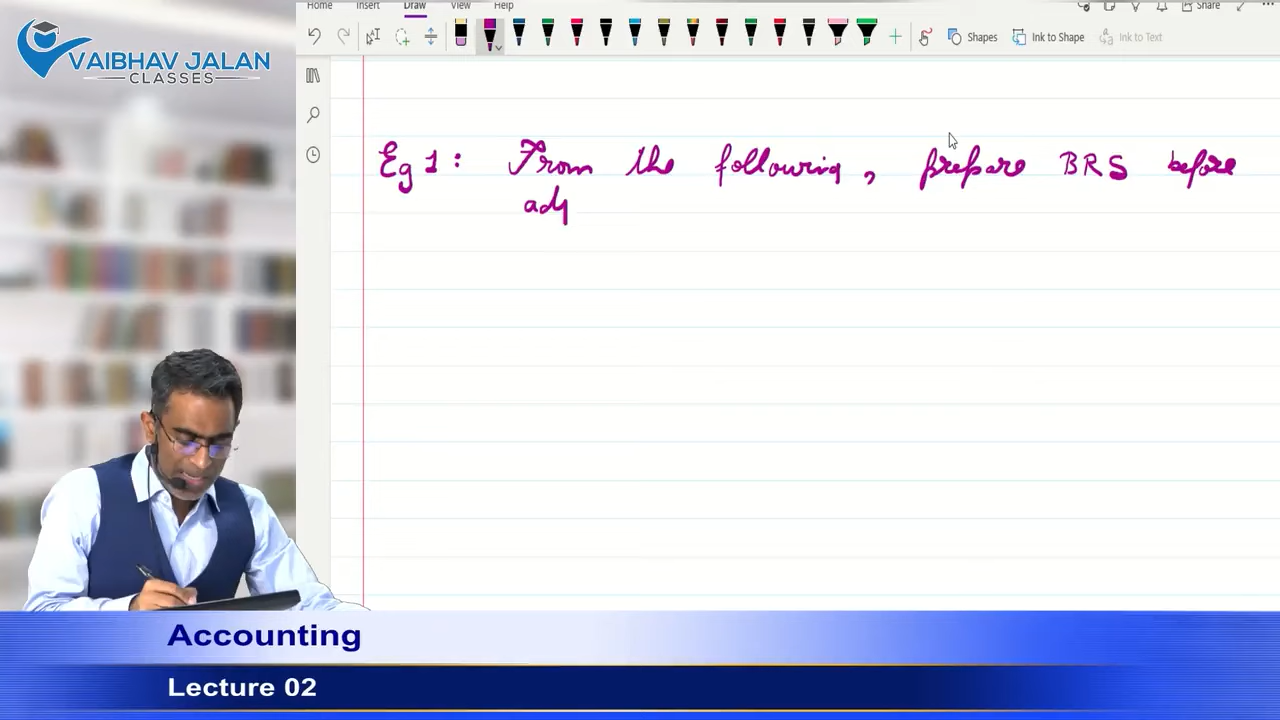 Home Insert Draw View Help Share
VAIBHAV JALAN
CLASSES
Shapes Ink to Shape Ink to Text
Eg 1 : From the following, prepare BRS before
adj
Accounting
Lecture 02